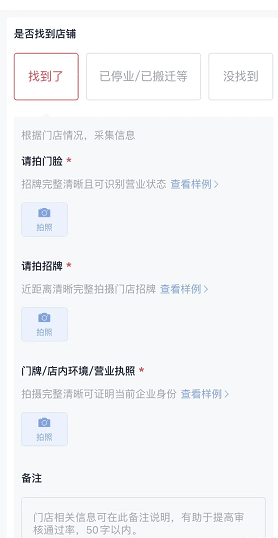 是否找到店铺
找到了
已停业/已搬迁等
没找到
根据门店情况，采集信息
请拍门脸 *
招牌完整清晰且可识别营业状态 查看样例 >
拍照
请拍招牌 *
近距离清晰完整拍摄门店招牌 查看样例 >
拍照
门牌/店内环境/营业执照 *
拍摄完整清晰可证明当前企业身份 查看样例 >
拍照
备注
门店相关信息可在此备注说明，有助于提高审
核通过率，50字以内。